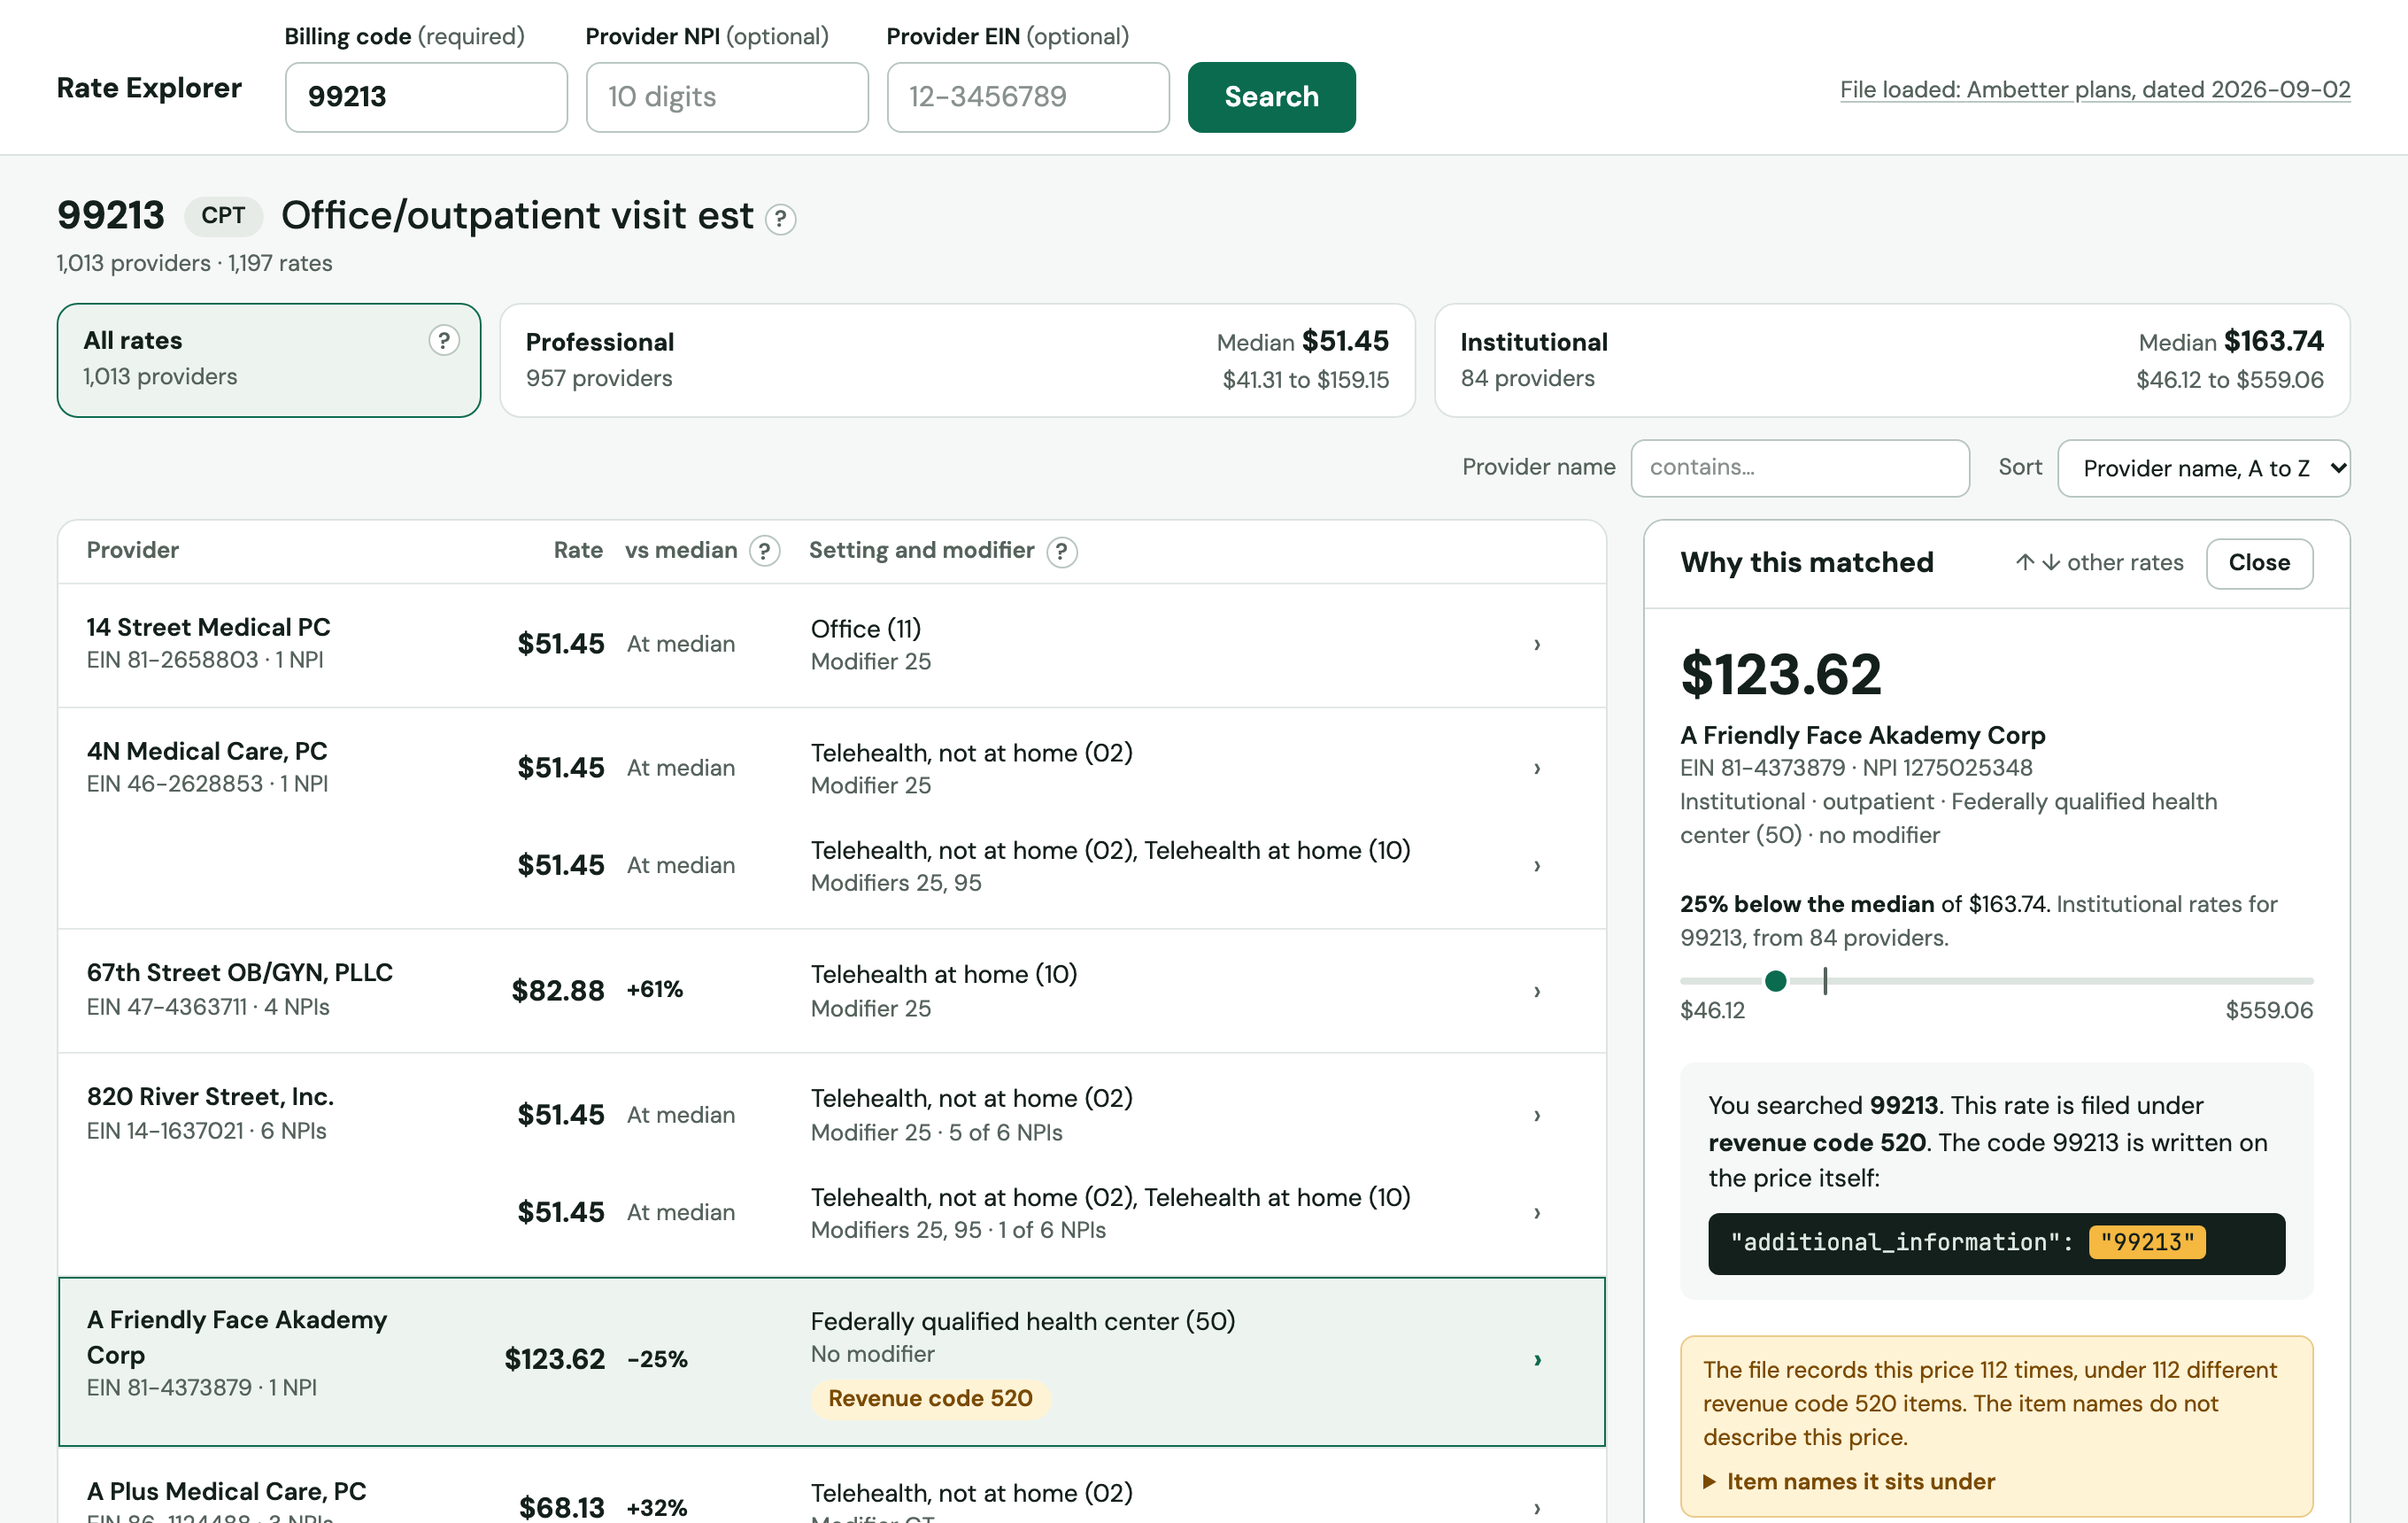 Rate Explorer
Billing code (required)
99213
Provider NPI (optional)
10 digits
Provider EIN (optional)
12-3456789
Search
File loaded: Ambetter plans, dated 2026-09-02
99213 CPT Office/outpatient visit est ?
1,013 providers · 1,197 rates
All rates ?
1,013 providers
Professional
957 providers
Median $51.45
$41.31 to $159.15
Institutional
84 providers
Median $163.74
$46.12 to $559.06
Provider name contains...
Sort Provider name, A to Z
Provider Rate vs median ? Setting and modifier ?
14 Street Medical PC
EIN 81-2658803 · 1 NPI
$51.45 At median
Office (11)
Modifier 25
›
4N Medical Care, PC
EIN 46-2628853 · 1 NPI
$51.45 At median
Telehealth, not at home (02)
Modifier 25
›
$51.45 At median
Telehealth, not at home (02), Telehealth at home (10)
Modifiers 25, 95
›
67th Street OB/GYN, PLLC
EIN 47-4363711 · 4 NPIs
$82.88 +61%
Telehealth at home (10)
Modifier 25
›
820 River Street, Inc.
EIN 14-1637021 · 6 NPIs
$51.45 At median
Telehealth, not at home (02)
Modifier 25 · 5 of 6 NPIs
›
$51.45 At median
Telehealth, not at home (02), Telehealth at home (10)
Modifiers 25, 95 · 1 of 6 NPIs
›
A Friendly Face Akademy
Corp
EIN 81-4373879 · 1 NPI
$123.62 -25%
Federally qualified health center (50)
No modifier
Revenue code 520
›
A Plus Medical Care, PC
EIN 86-1124488 · 3 NPIs
$68.13 +32%
Telehealth, not at home (02)
Modifier GT
›
Why this matched
↑ ↓ other rates
Close
$123.62
A Friendly Face Akademy Corp
EIN 81-4373879 · NPI 1275025348
Institutional · outpatient · Federally qualified health
center (50) · no modifier
25% below the median of $163.74. Institutional rates for
99213, from 84 providers.
$46.12 $559.06
You searched 99213. This rate is filed under
revenue code 520. The code 99213 is written on
the price itself:
"additional_information": "99213"
The file records this price 112 times, under 112 different
revenue code 520 items. The item names do not
describe this price.
▶ Item names it sits under